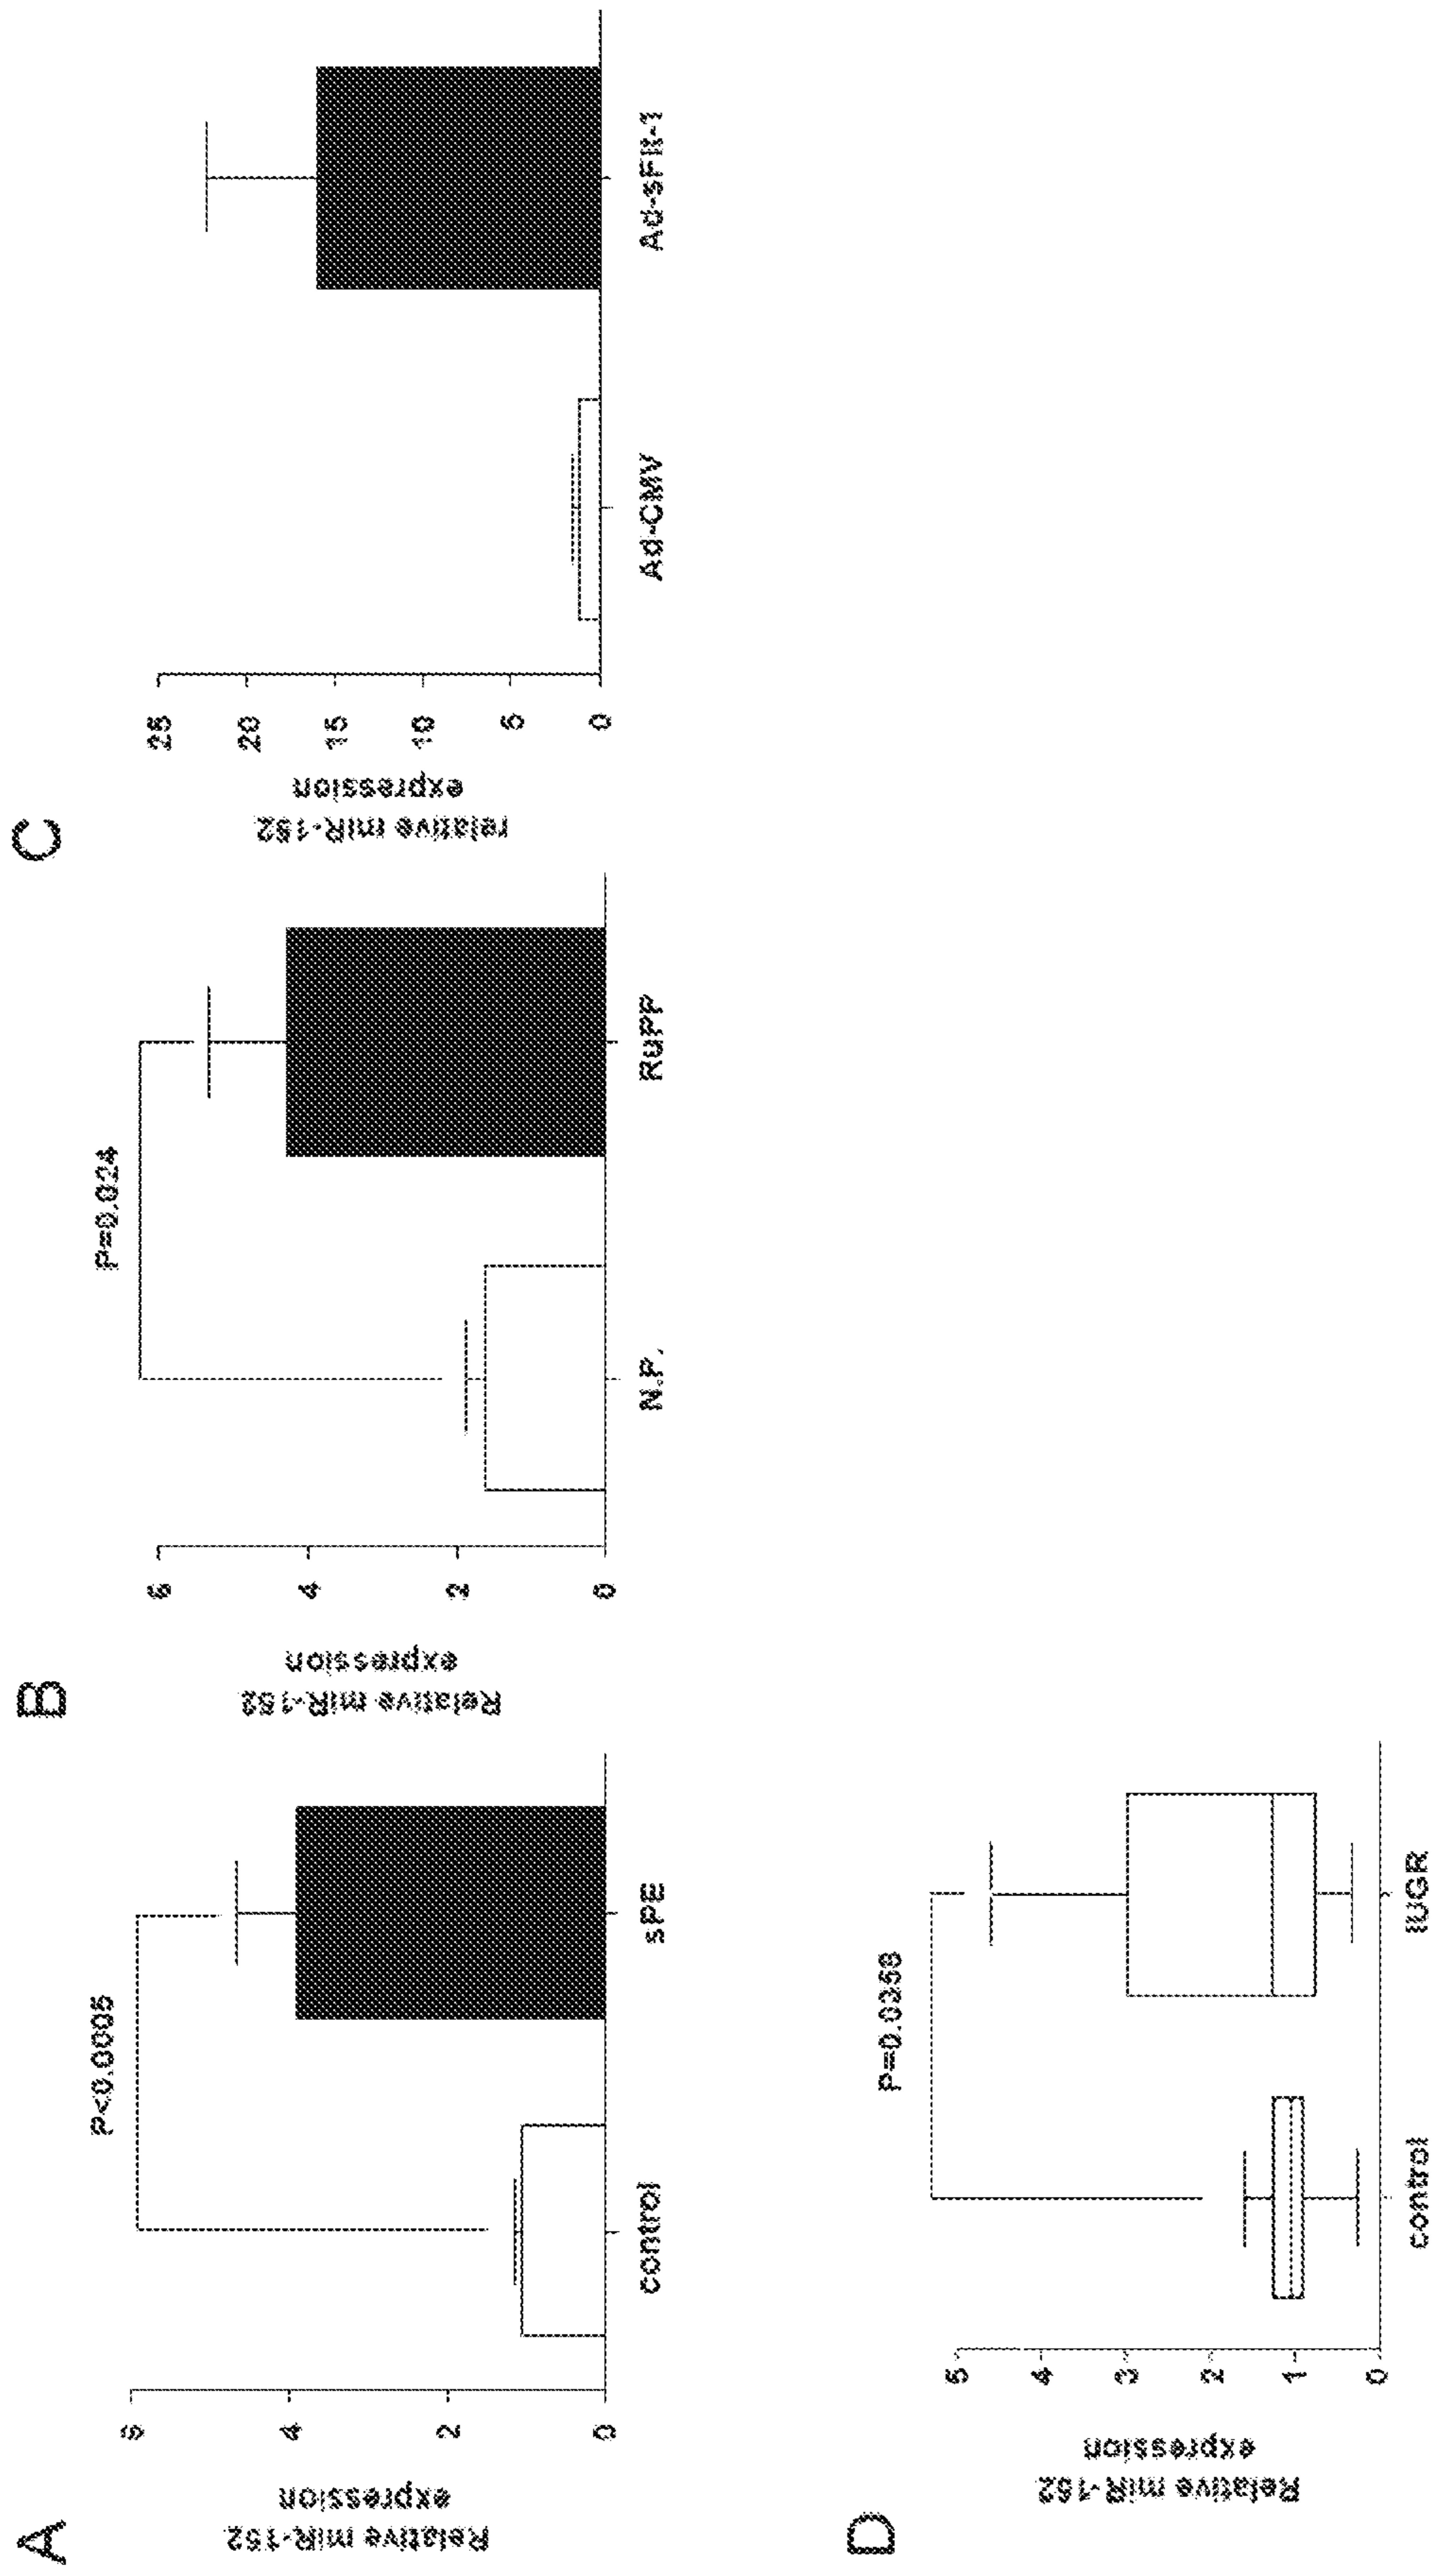 A
Relative miR-152
expression
6
4
2
0
P<0.0005
control
sPE
B
Relative miR-152
expression
6
4
2
0
P=0.024
N.P.
RuPP
C
relative miR-152
expression
25
20
15
10
5
0
Ad-CMV
Ad-sFlt-1
D
Relative miR-152
expression
5
4
3
2
1
0
control
IUGR